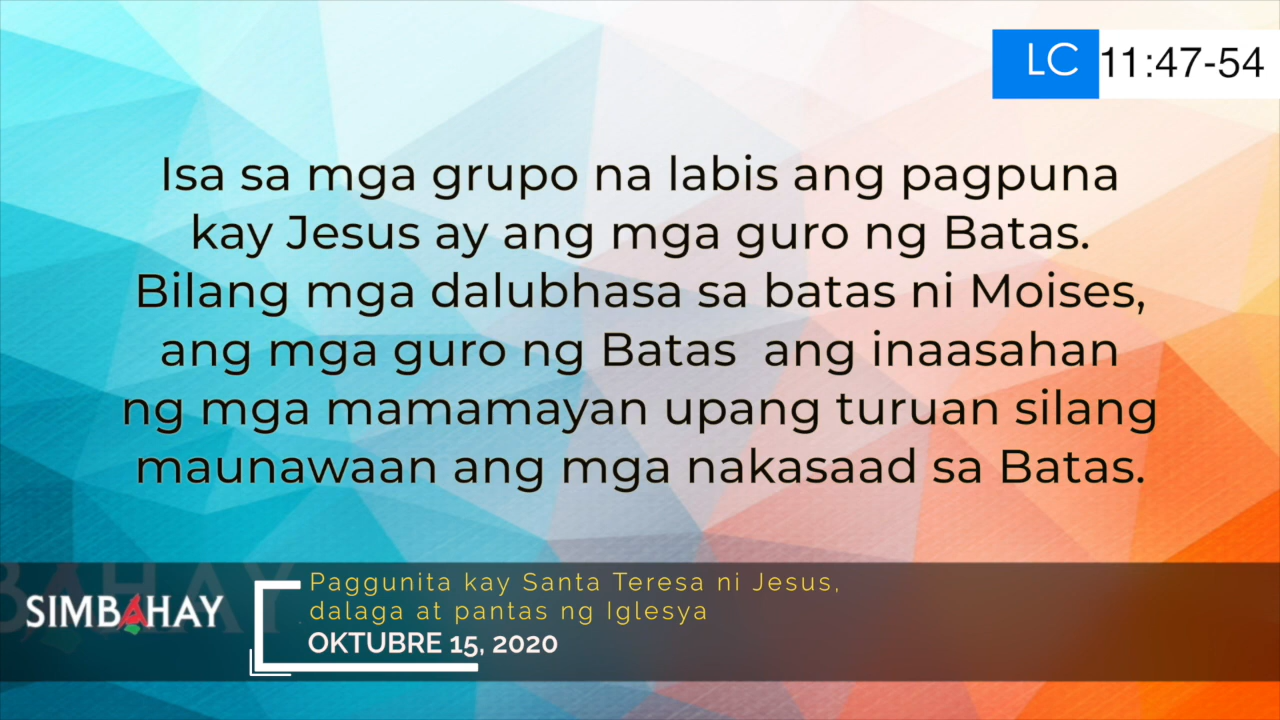 LC 11:47-54
Isa sa mga grupo na labis ang pagpuna
kay Jesus ay ang mga guro ng Batas.
Bilang mga dalubhasa sa batas ni Moises,
ang mga guro ng Batas ang inaasahan
ng mga mamamayan upang turuan silang
maunawaan ang mga nakasaad sa Batas.
SIMBAHAY
Paggunita kay Santa Teresa ni Jesus,
dalaga at pantas ng Iglesya
OKTUBRE 15, 2020